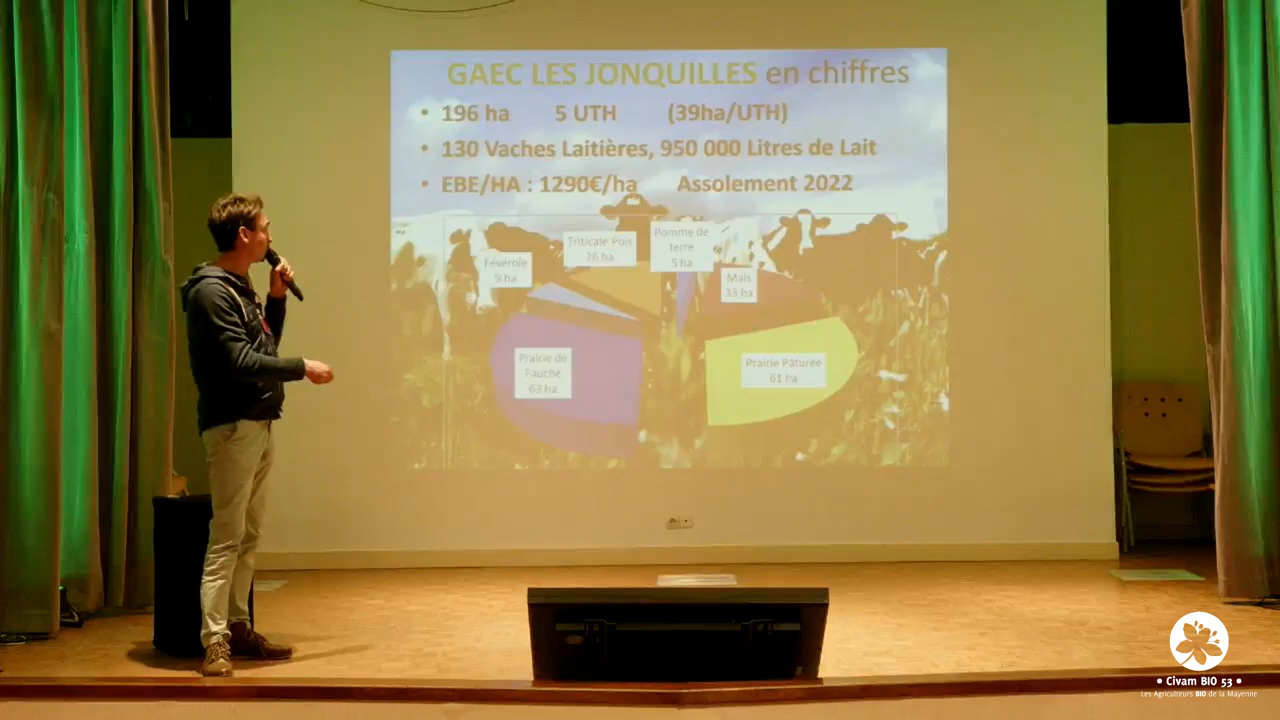 GAEC LES JONQUILLES en chiffres
• 196 ha 5 UTH (39ha/UTH)
• 130 Vaches Laitières, 950 000 Litres de Lait
• EBE/HA : 1290€/ha Assolement 2022
Féverole
9 ha
Triticale Pois
26 ha
Pomme de
terre
5 ha
Maïs
33 ha
Prairie de
Fauche
63 ha
Prairie Pâturée
61 ha
• Civam BIO 53 •
Les Agriculteurs BIO de la Mayenne